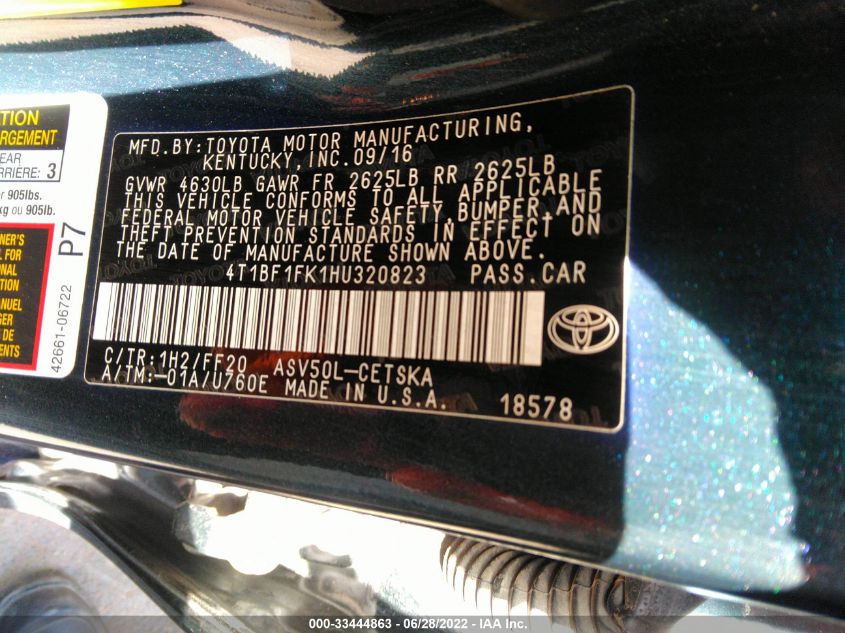 MFD.BY:TOYOTA MOTOR MANUFACTURING,
KENTUCKY, INC.09/16
GVWR 4630LB GAWR FR 2625LB RR 2625LB
THIS VEHICLE CONFORMS TO ALL APPLICABLE
FEDERAL MOTOR VEHICLE SAFETY, BUMPER, AND
THEFT PREVENTION STANDARDS IN EFFECT ON
THE DATE OF MANUFACTURE SHOWN ABOVE.
4T1BF1FK1HU320823 PASS.CAR
C/TR:1H2/FF20 ASV50L-CETSKA
A/TM:-01A/U760E MADE IN U.S.A. 18578
TION
RGEMENT
EAR
RRIÈRE: 3
r 905lbs.
kg ou 905lb.
NER'S
L FOR
ONAL
ION
ANUEL
GER
DE
MENTS
P7
42661-06722
000-33444863 - 06/28/2022 - IAA Inc.